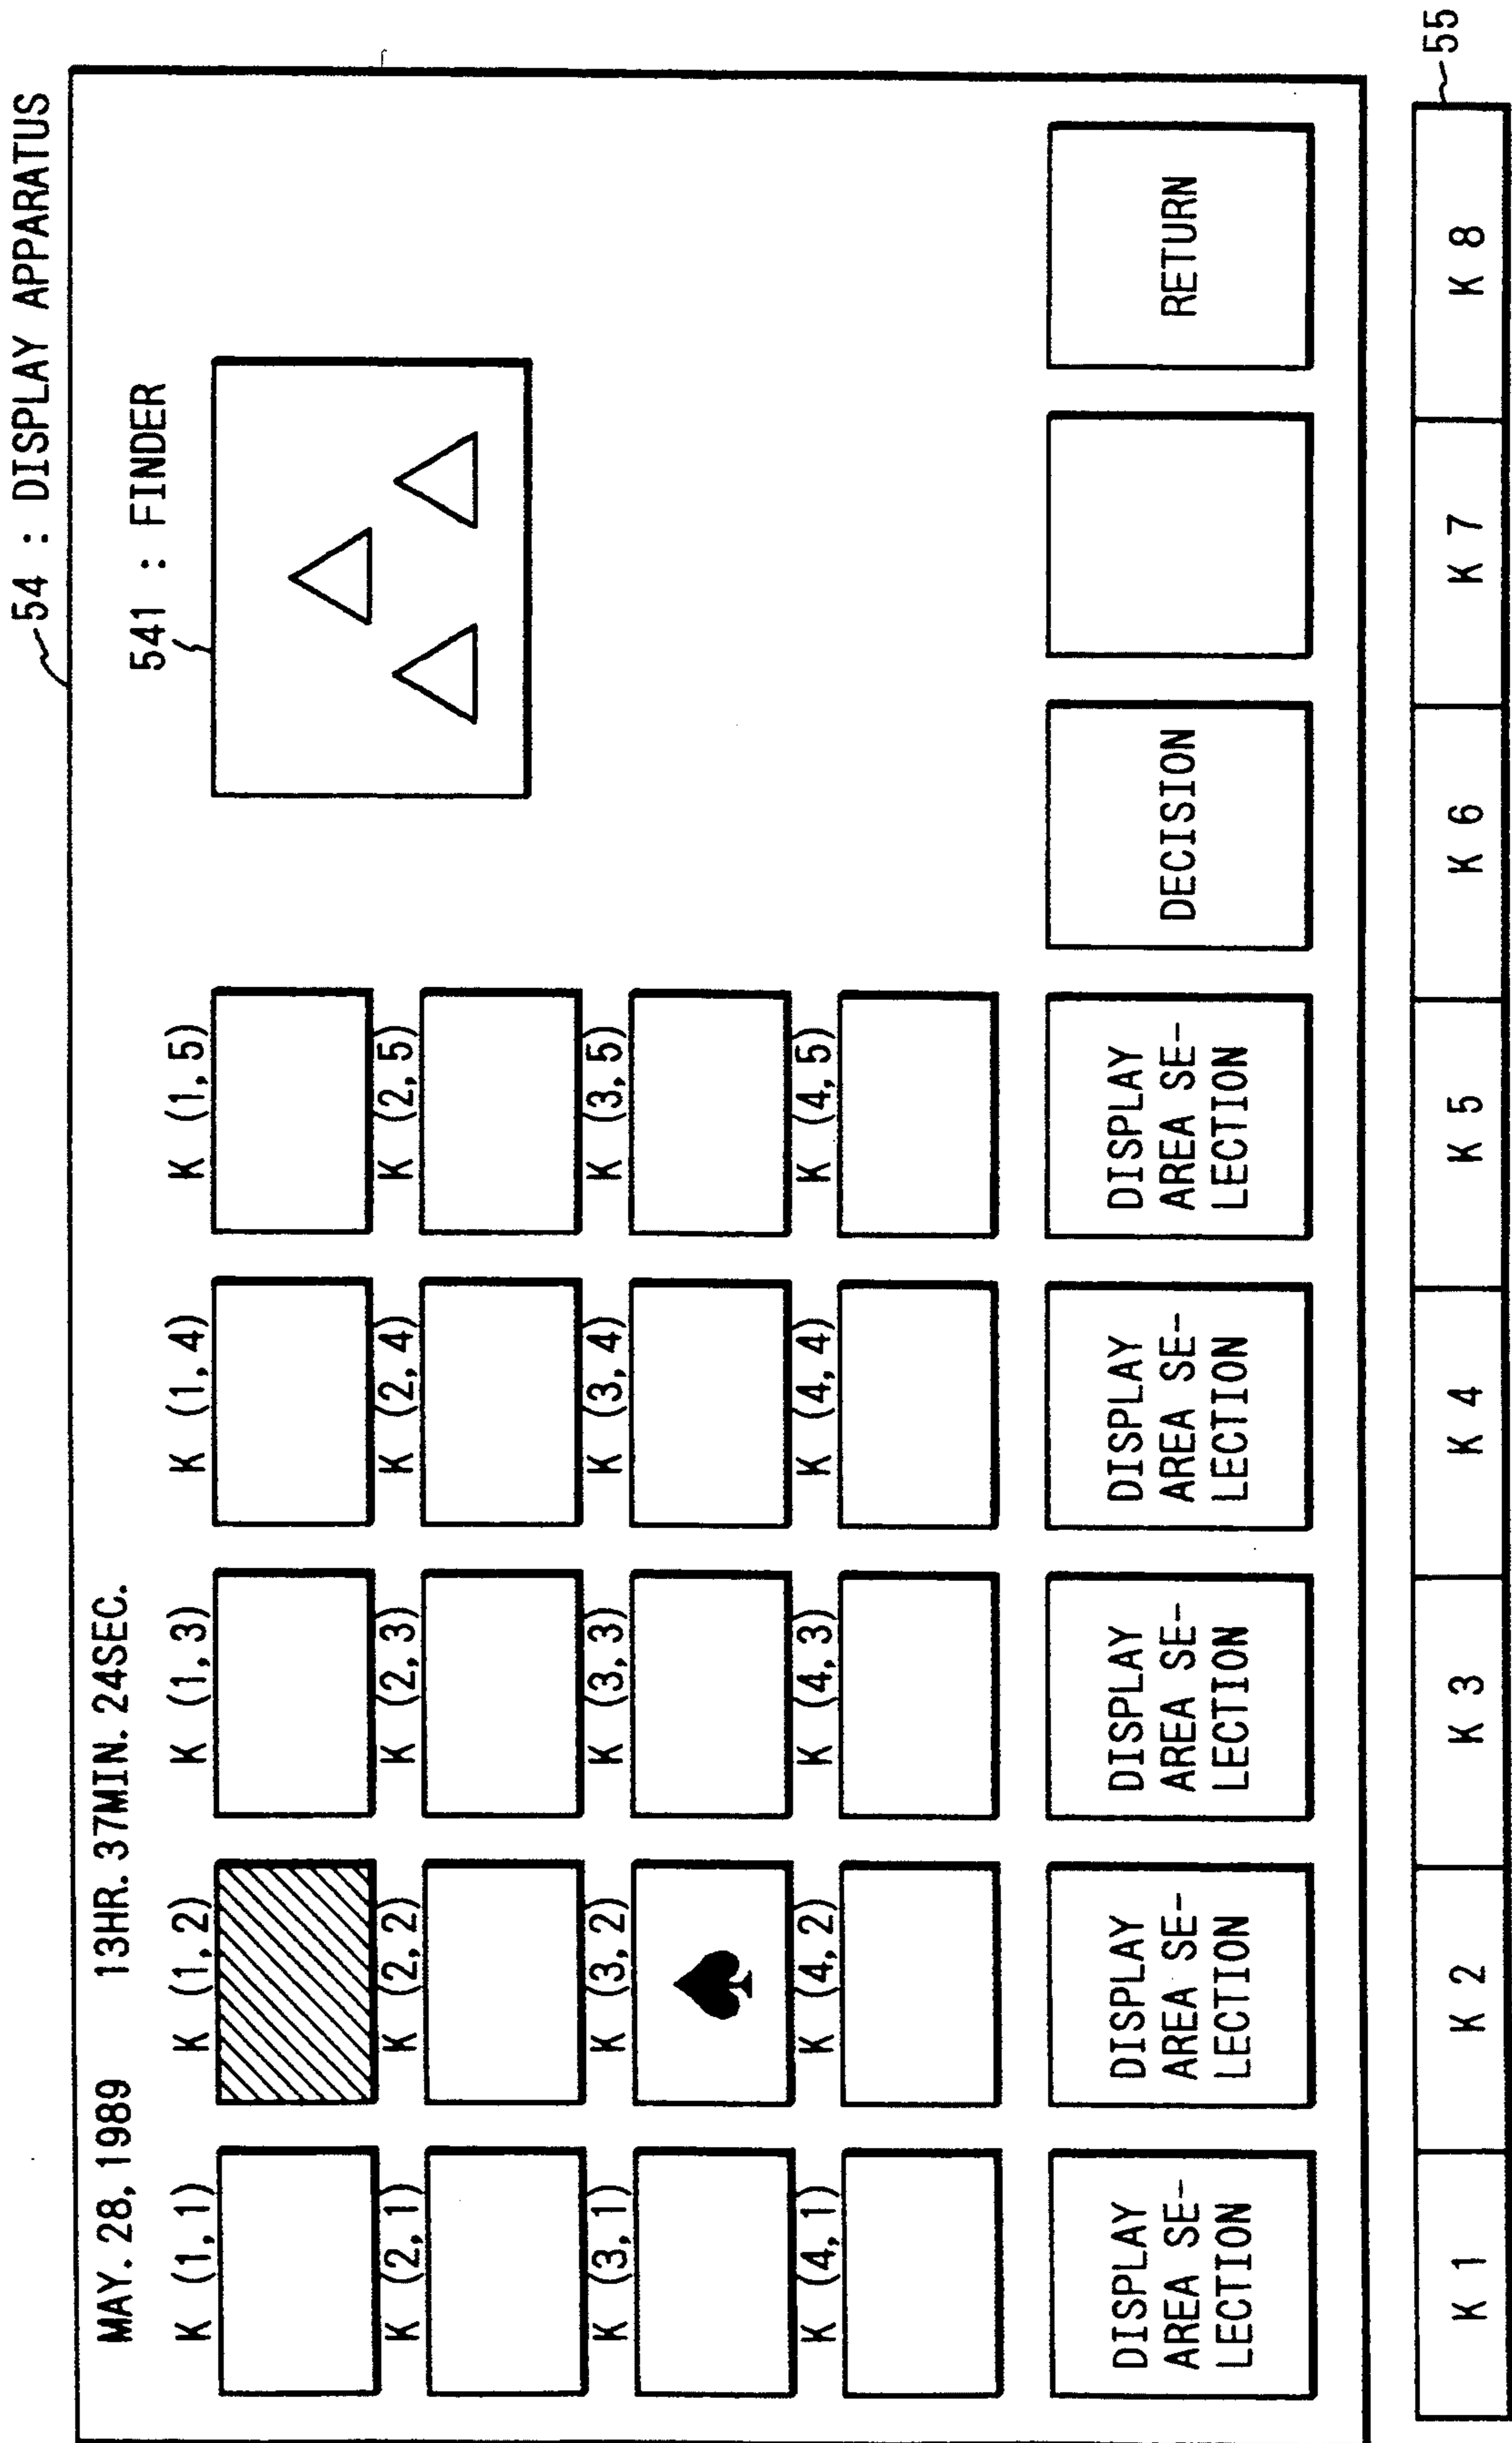 54 : DISPLAY APPARATUS
MAY. 28, 1989 13HR. 37MIN. 24SEC.
541 : FINDER
K (1, 1) K (1, 2) K (1, 3) K (1, 4) K (1, 5)
K (2, 1) K (2, 2) K (2, 3) K (2, 4) K (2, 5)
K (3, 1) K (3, 2) K (3, 3) K (3, 4) K (3, 5)
K (4, 1) K (4, 2) K (4, 3) K (4, 4) K (4, 5)
DISPLAY
AREA SE-
LECTION
DISPLAY
AREA SE-
LECTION
DISPLAY
AREA SE-
LECTION
DISPLAY
AREA SE-
LECTION
DISPLAY
AREA SE-
LECTION
DECISION
RETURN
K 1 K 2 K 3 K 4 K 5 K 6 K 7 K 8
55